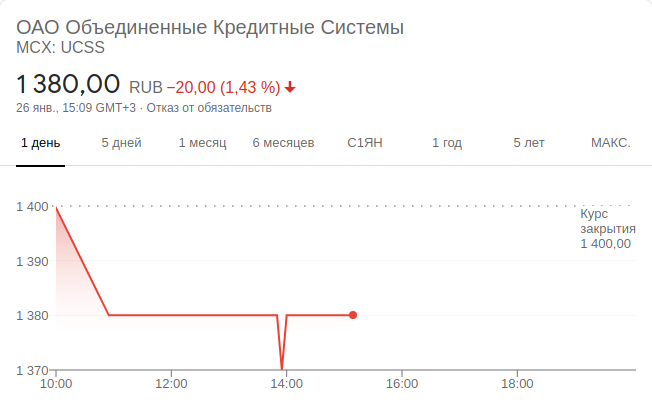 ОАО Объединенные Кредитные Системы
MCX: UCSS
1 380,00 RUB −20,00 (1,43 %)
26 янв., 15:09 GMT+3 · Отказ от обязательств
1 день 5 дней 1 месяц 6 месяцев С1ЯН 1 год 5 лет МАКС.
1 400
Курс
закрытия
1 400,00
1 390
1 380
1 370
10:00 12:00 14:00 16:00 18:00